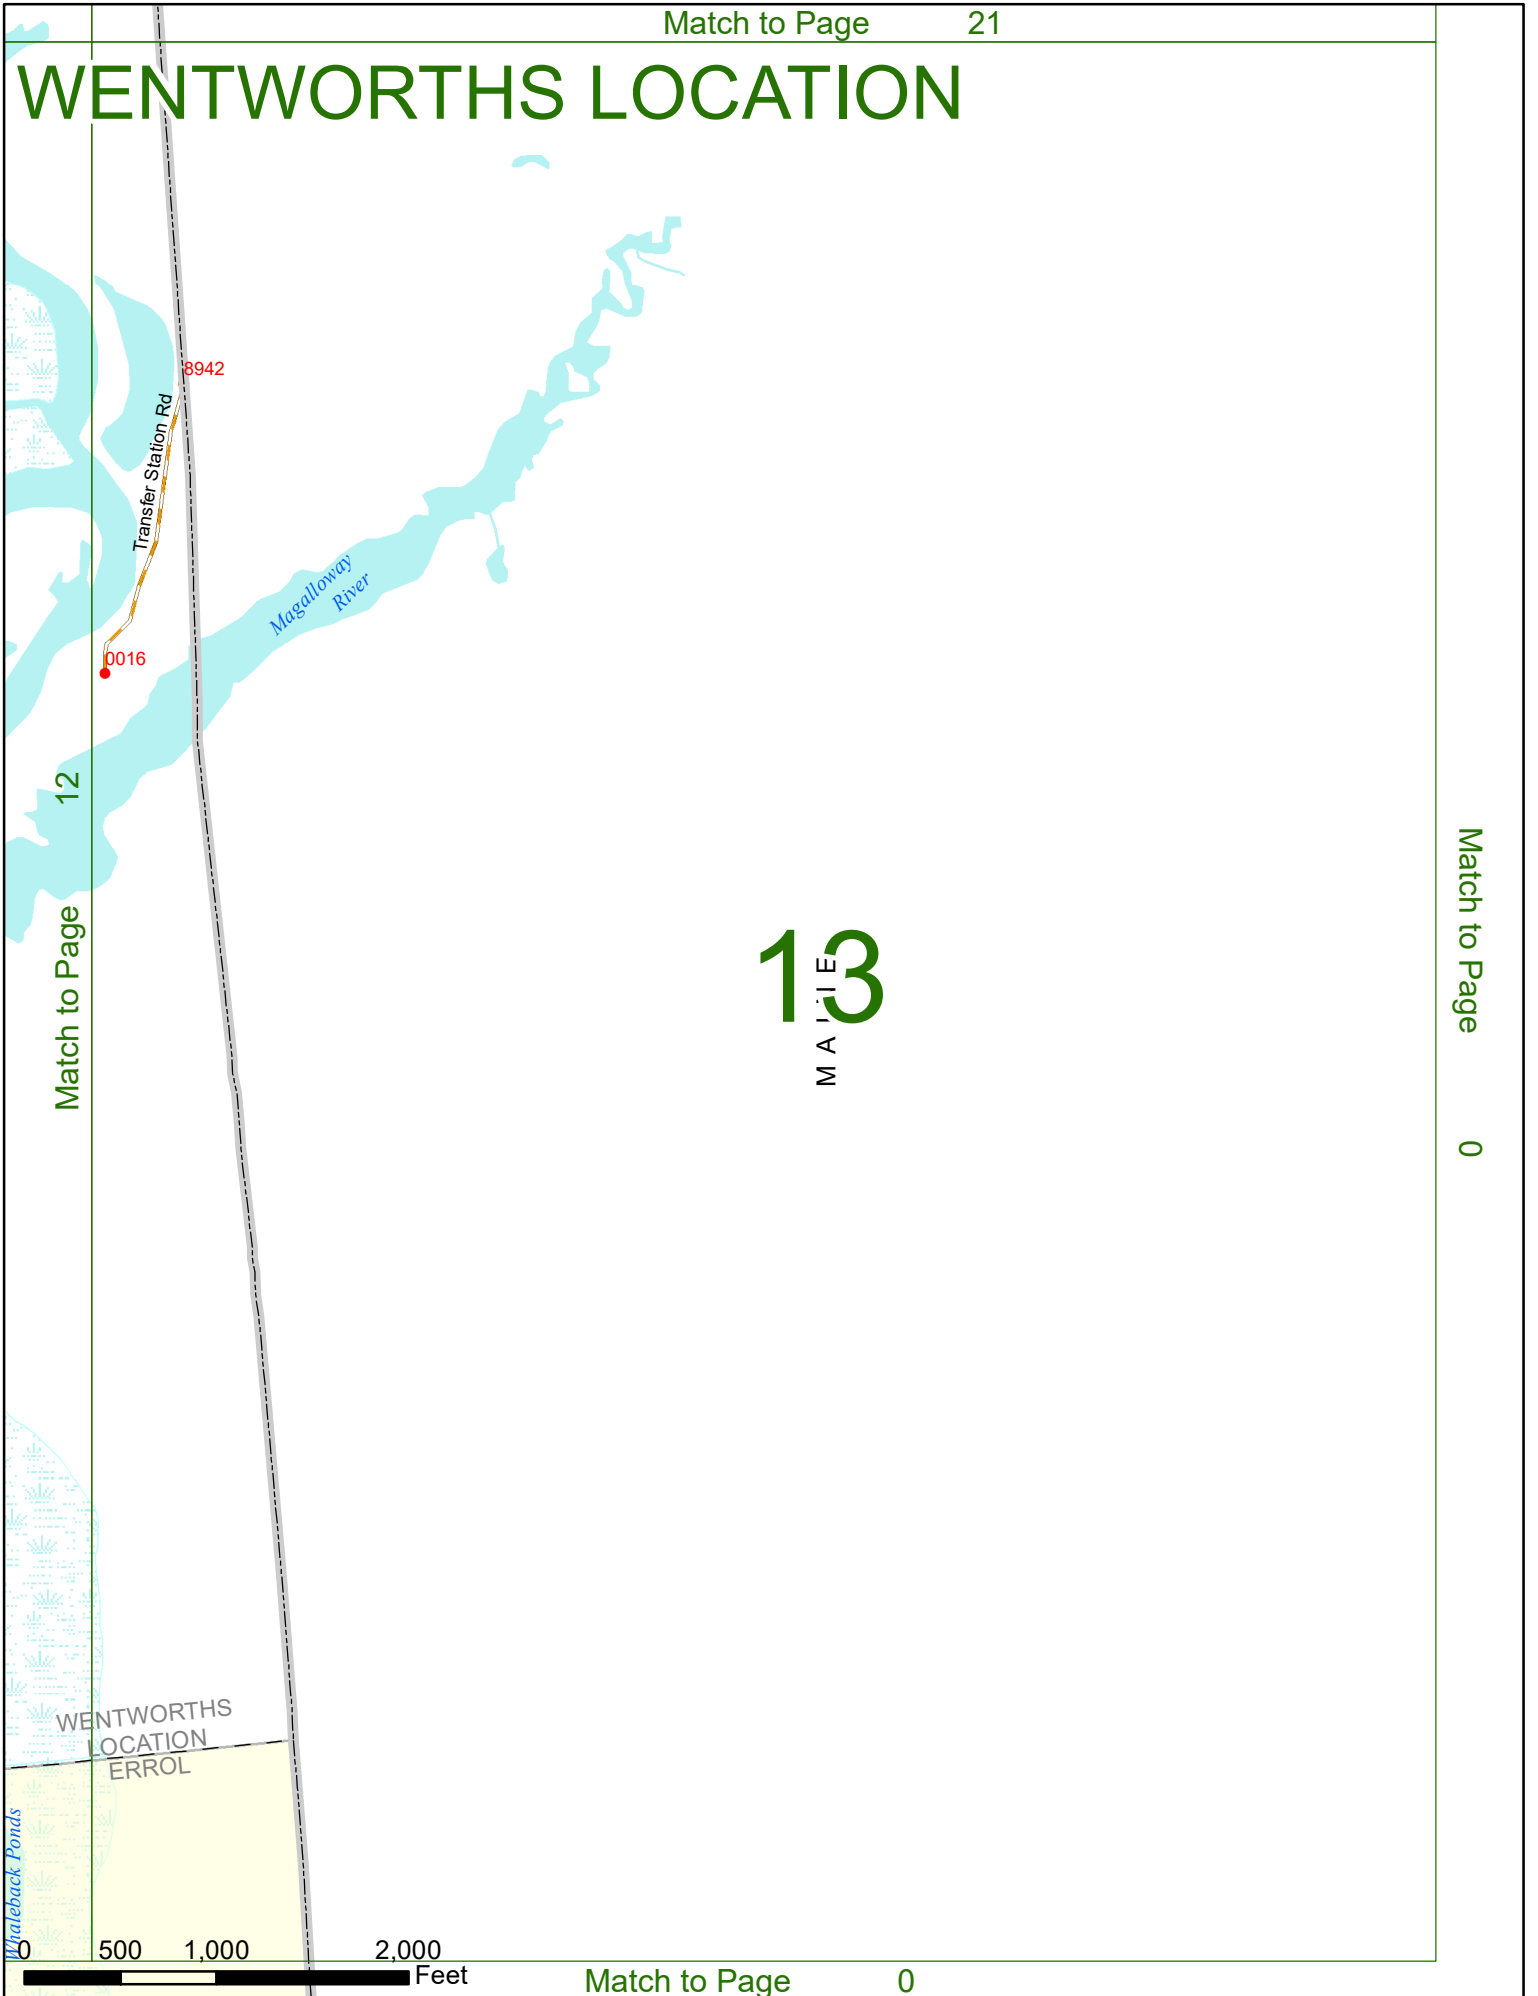 Match to Page 21
WENTWORTHS LOCATION
8942
Transfer Station Rd
Magalloway
River
0016
Match to Page 12
13
Match to Page 0
WENTWORTHS
LOCATION
ERROL
Whaleback Ponds
0 500 1,000 2,000
Feet
Match to Page 0